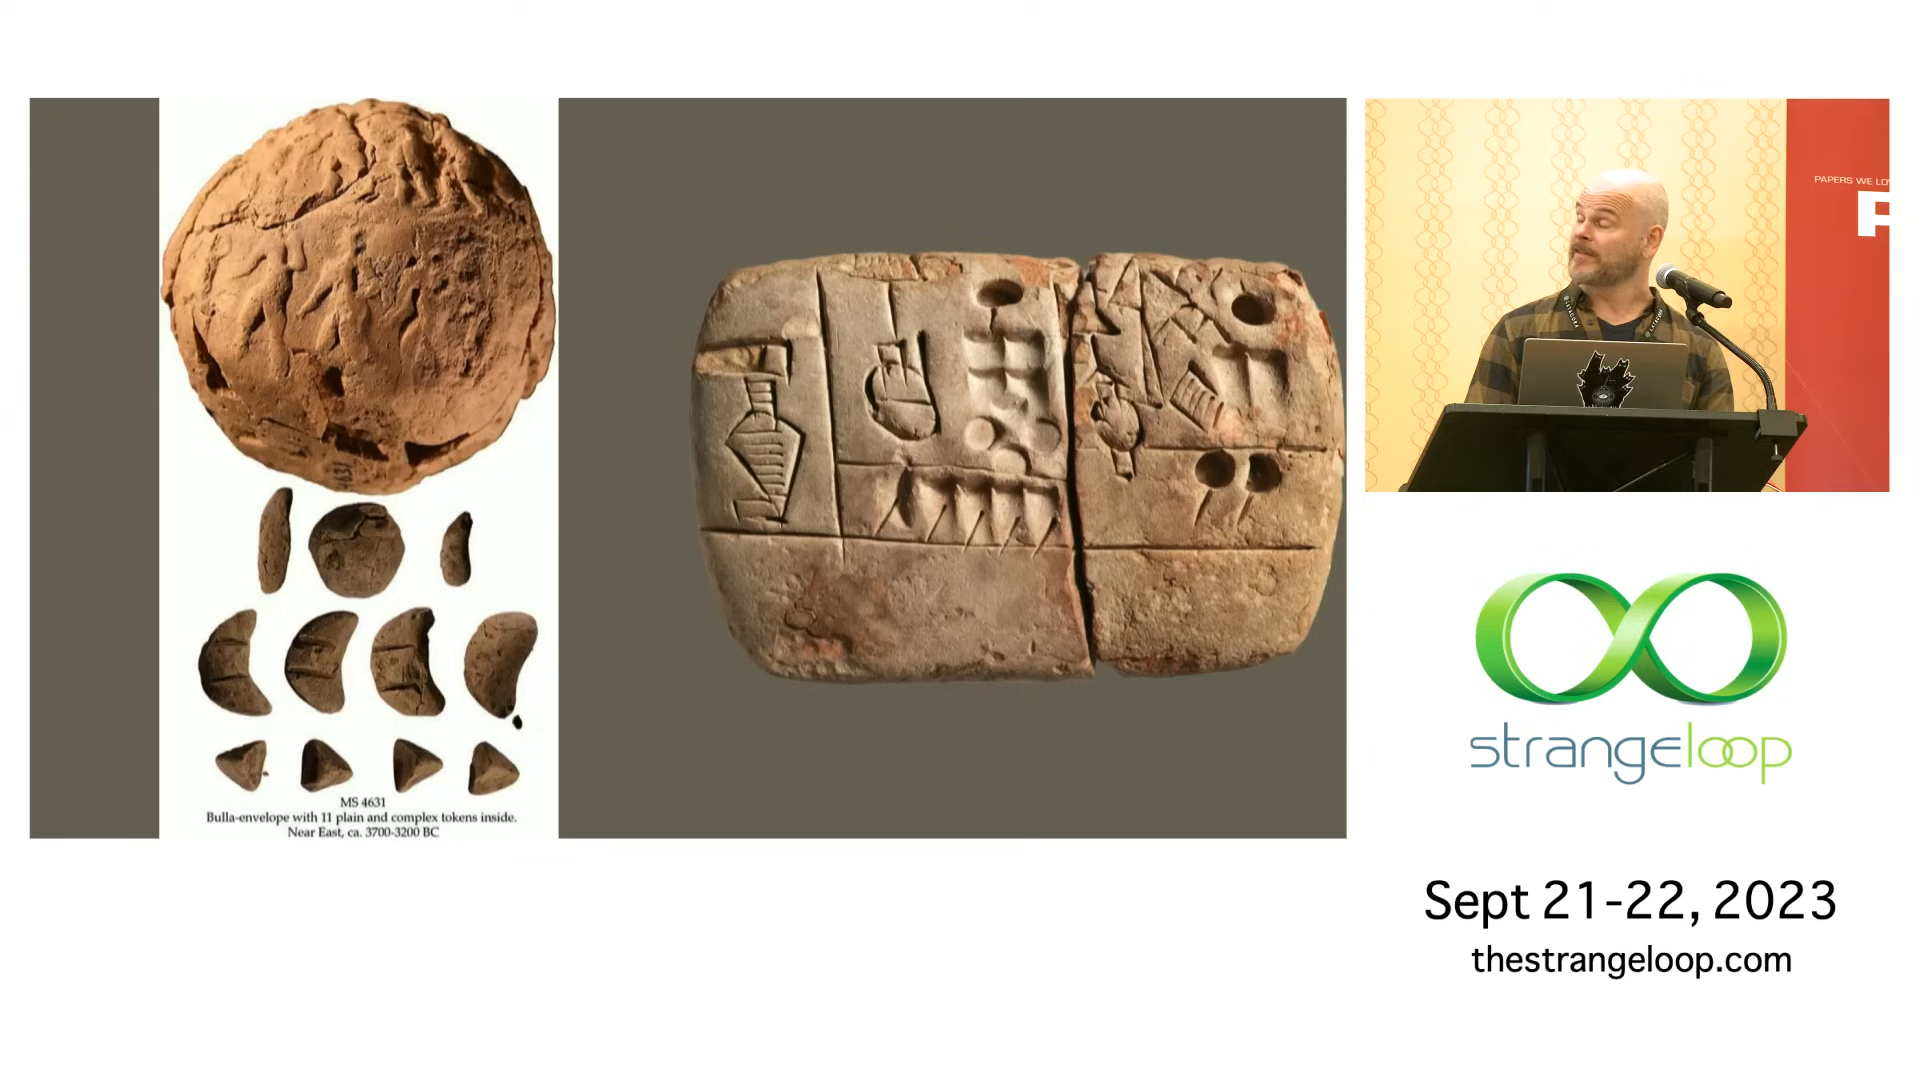 4631
MS 4631
Bulla-envelope with 11 plain and complex tokens inside.
Near East, ca. 3700-3200 BC
PAPERS WE LO
strangeloop
Sept 21-22, 2023
thestrangeloop.com